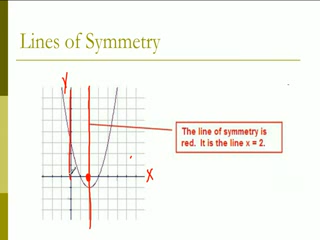 Lines of Symmetry
Y
The line of symmetry is
red. It is the line x = 2.
X